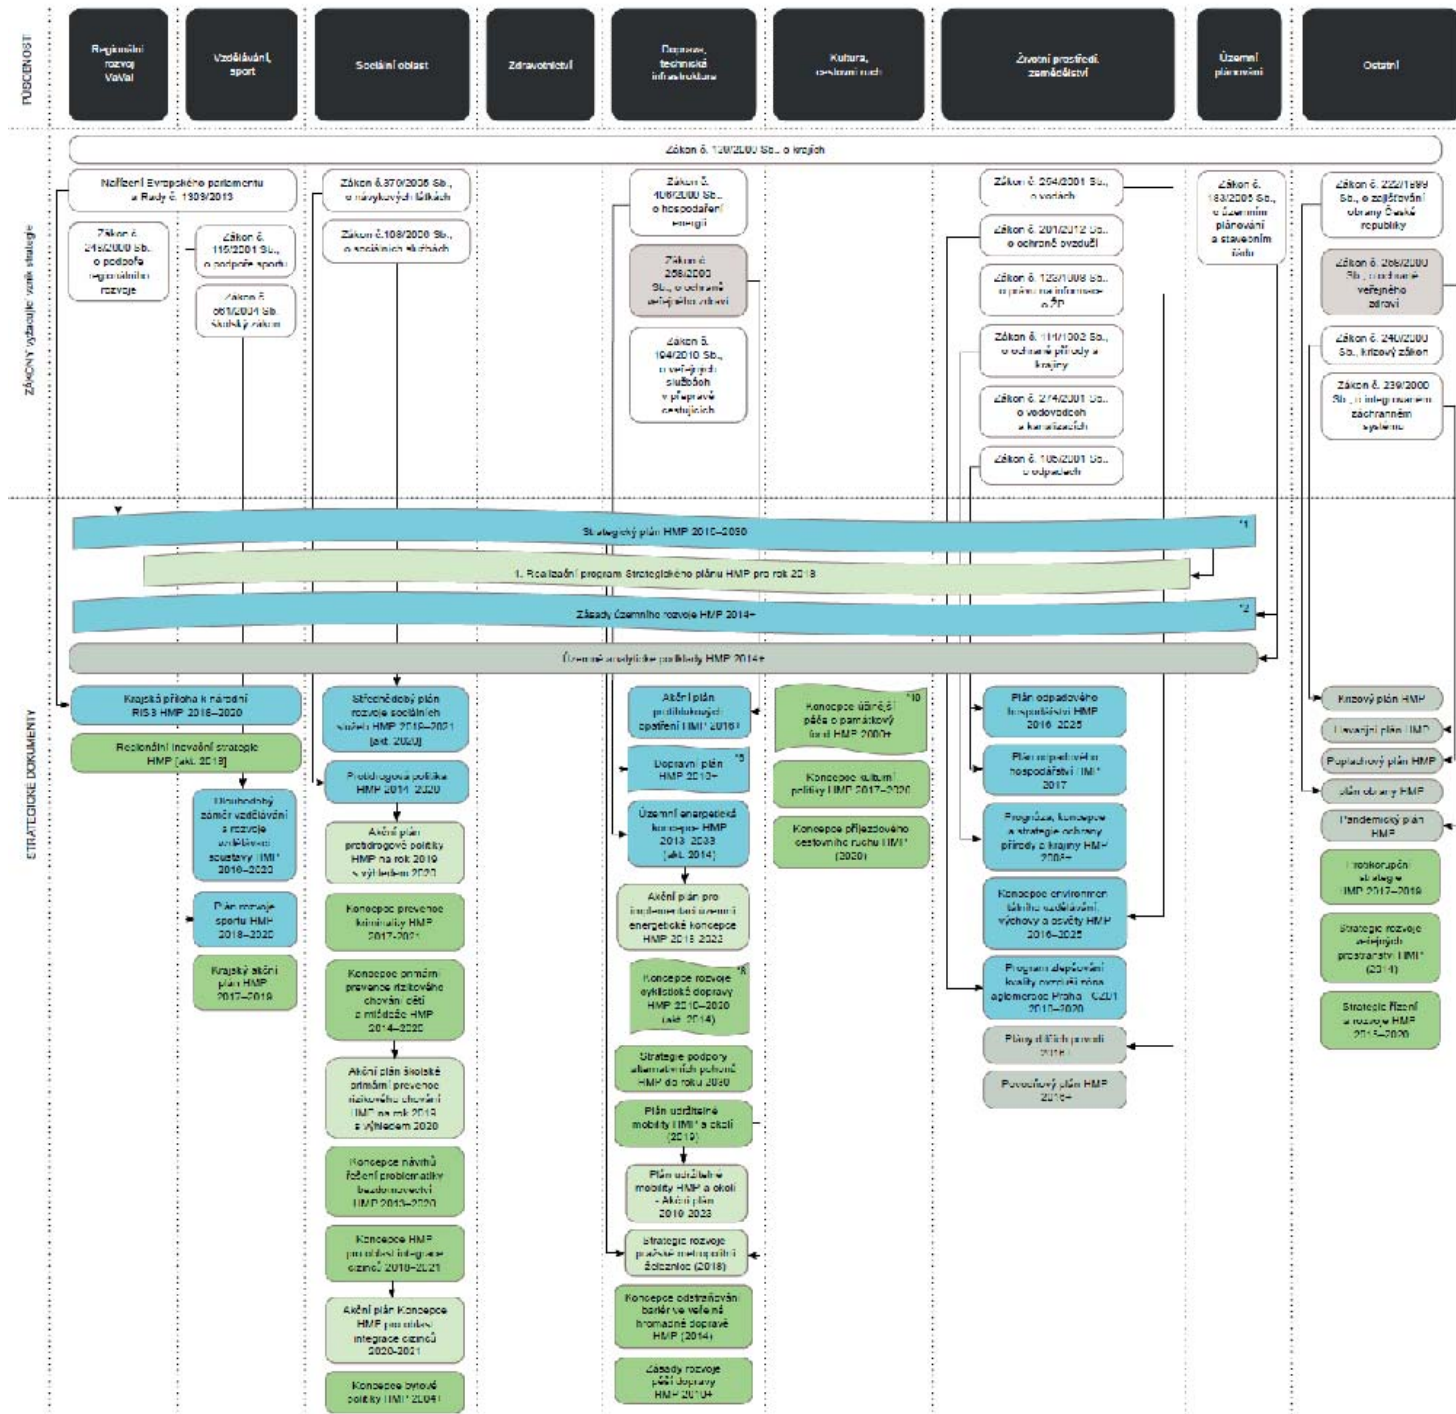 PŮSOBNOSTI
Regionální
rozvoj
VaVaI
Vzdělávání,
sport
Sociální oblast
Zdravotnictví
Doprava,
technická
infrastruktura
Kultura,
cestovní ruch
Životní prostředí,
zemědělství
Územní
plánování
Ostatní
ZÁKONY vyžadující vznik strategie
Zákon č. 129/2000 Sb., o krajích
Nařízení Evropského parlamentu
a Rady č. 1303/2013
Zákon č.
248/2000 Sb.,
o podpoře
regionálního
rozvoje
Zákon č.
115/2001 Sb.,
o podpoře sportu
Zákon č.
561/2004 Sb.
školský zákon
Zákon č.
o návykových látkách
Zákon č.108/2006 Sb.,
o sociálních službách
Zákon č.
406/2000 Sb.,
o hospodaření
energií
Zákon č.
258/2000
Sb., o ochraně
veřejného zdraví
Zákon č.
194/2010 Sb.,
o veřejných
službách
v přepravě
cestujících
Zákon č. 254/2001 Sb.,
o vodách
Zákon č. 201/2012 Sb.,
o ochraně ovzduší
Zákon č. 123/1998 Sb.,
o právu na informace
o ŽP
Zákon č. 114/1992 Sb.,
o ochraně přírody a
krajiny
Zákon č. 274/2001 Sb.,
o vodovodech
a kanalizacích
Zákon č. 185/2001 Sb.,
o odpadech
Zákon č.
183/2006 Sb.,
o územním
plánování
a stavebním
řádu
Zákon č. 222/1999
Sb., o zajišťování
obrany České
republiky
Zákon č. 258/2000
Sb., o ochraně
veřejného
zdraví
Zákon č. 240/2000
Sb., krizový zákon
Zákon č. 239/2000
Sb., o integrovaném
záchranném
systému
STRATEGICKÉ DOKUMENTY
Strategický plán HMP
*1
1. Realizační program Strategického plánu HMP pro rok 2018
Zásady územního rozvoje HMP 2014+
*2
Územně analytické podklady HMP 2014+
Krajská příloha k národní
RIS3 HMP 2016–2020
Regionální inovační strategie
HMP
Dlouhodobý
záměr vzdělávání
a rozvoje
vzdělávací
soustavy HMP
Plán rozvoje
sportu HMP
2018–2020
Krajský akční
plán HMP
2017–2019
Střednědobý plán
rozvoje sociálních
služeb HMP 2019–2021
[akt. 2020]
Protidrogová politika
HMP 2014–2020
Akční plán
protidrogové politiky
HMP na rok 2019
s výhledem 2020
Koncepce prevence
kriminality HMP
2017-2021
Koncepce primární
prevence rizikového
chování dětí
a mládeže HMP
2014–2020
Akční plán školské
primární prevence
rizikového chování
HMP na rok 2019
s výhledem 2020
Koncepce návrhů
řešení problematiky
bezdomovectví
HMP 2013–2020
Koncepce HMP
pro oblast integrace
cizinců 2018–2021
Akční plán Koncepce
HMP pro oblast
integrace cizinců
2020-2021
Koncepce bytové
politiky HMP 2004+
Akční plán
protihlukových
opatření HMP 2016+
Dopravní plán
HMP
Územní energetická
koncepce HMP
2013–2033
(akt. 2014)
Akční plán pro
implementaci územní
energetické koncepce
HMP 2018-2022
Koncepce rozvoje
cyklistické dopravy
HMP 2010–2020
(akt. 2014)
Strategie podpory
alternativních pohonů
HMP do roku 2030
Plán udržitelné
mobility HMP a okolí
(2019)
Plán udržitelné
mobility HMP a okolí
- Akční plán
Strategie rozvoje
pražské metropolitní
železnice (2018)
Koncepce odstraňování
bariér ve veřejné
hromadné dopravě
HMP (2014)
Zásady rozvoje
pěší dopravy
HMP 2010+
*10
Koncepce účinnější
péče o památkový
fond HMP 2000+
Koncepce kulturní
politiky HMP
Koncepce příjezdového
cestovního ruchu HMP
(2020)
Plán odpadového
hospodářství HMP
2016–2025
Plán odpadového
hospodářství HMP
2017
Prognóza, koncepce
a strategie ochrany
přírody a krajiny HMP
2008+
Koncepce environmen
tálního vzdělávání,
výchovy a osvěty HMP
2016–2025
Program zlepšování
kvality ovzduší zóna
aglomerace Praha - CZ01
2016–2020
Plány dílčích povodí
2016+
Povodňový plán HMP
2016+
Krizový plán HMP
Havarijní plán HMP
Poplachový plán HMP
plán obrany HMP
Pandemický plán
HMP
Protikorupční
strategie
HMP 2017–2019
Strategie rozvoje
veřejných
prostranství HMP
(2014)
Strategie řízení
a rozvoje HMP
2015–2020